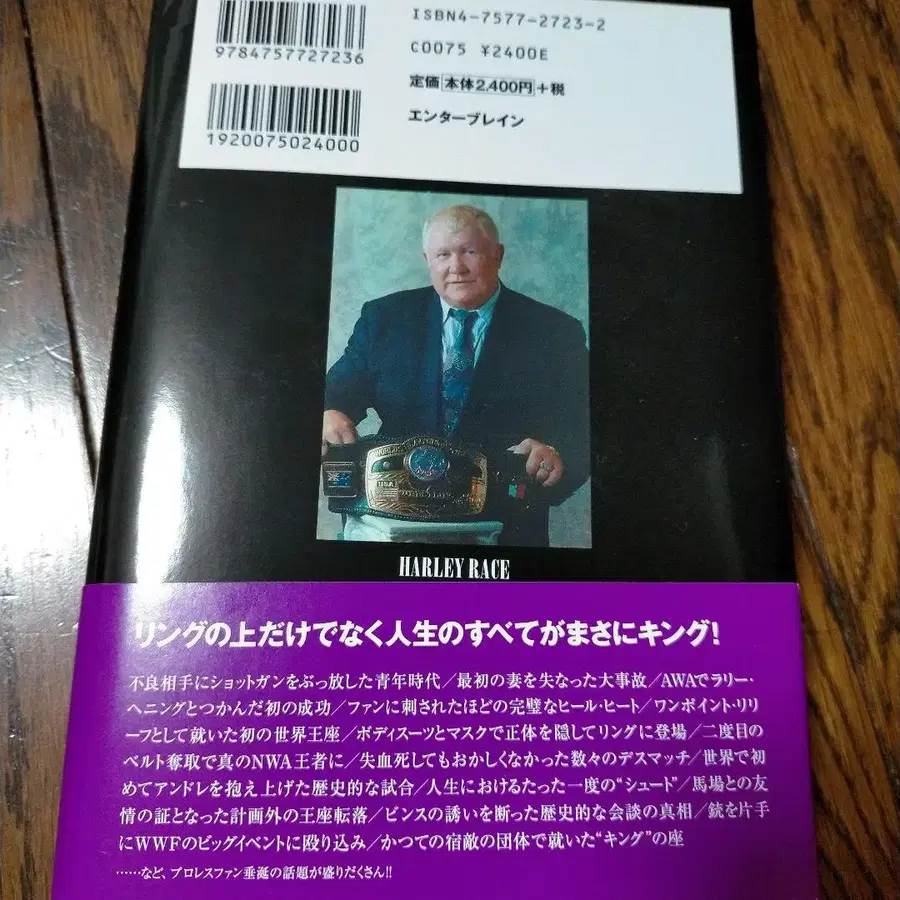 ISBN4-7577-2723-2
9784757727236
C0075 ¥2400E
定価 本体2,400円 +税
1920075024000
エンターブレイン
USA
HARLEY RACE
リングの上だけでなく人生のすべてがまさにキング!
不良相手にショットガンをぶっ放した青年時代/最初の妻を失なった大事故/AWAでラリー・
ヘニングとつかんだ初の成功/ファンに刺されたほどの完璧なヒール・ヒート/ワンポイント・リリ
ーフとして就いた初の世界王座/ボディスーツとマスクで正体を隠してリングに登場/二度目の
ベルト奪取で真のNWA王者に/失血死してもおかしくなかった数々のデスマッチ/世界で初
めてアンドレを抱え上げた歴史的な試合/人生におけるたった一度の“シュード”/馬場との友
情の証となった計画外の王座転落/ビンスの誘いを断った歴史的な会談の真相/銃を片手
にWWFのビッグイベントに殴り込み/かつての宿敵の団体で就いた“キング”の座
……など、プロレスファン垂涎の話題が盛りだくさん!!